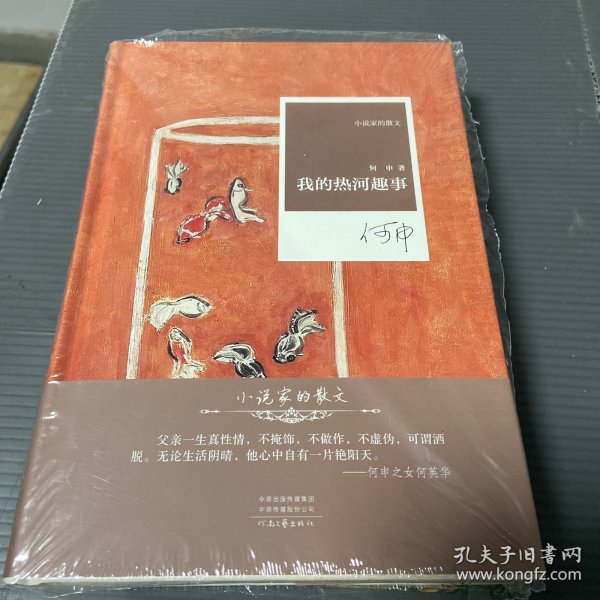 小说家的散文
何 申 著
我的热河趣事
何申
小说家的散文
父亲一生真性情，不掩饰，不做作，不虚伪，可谓洒
脱。无论生活阴晴，他心中自有一片艳阳天。
——何申之女何英华
中原出版传媒集团
中原传媒股份公司
河南文艺出版社
孔夫子旧书网
www.kongfz.com